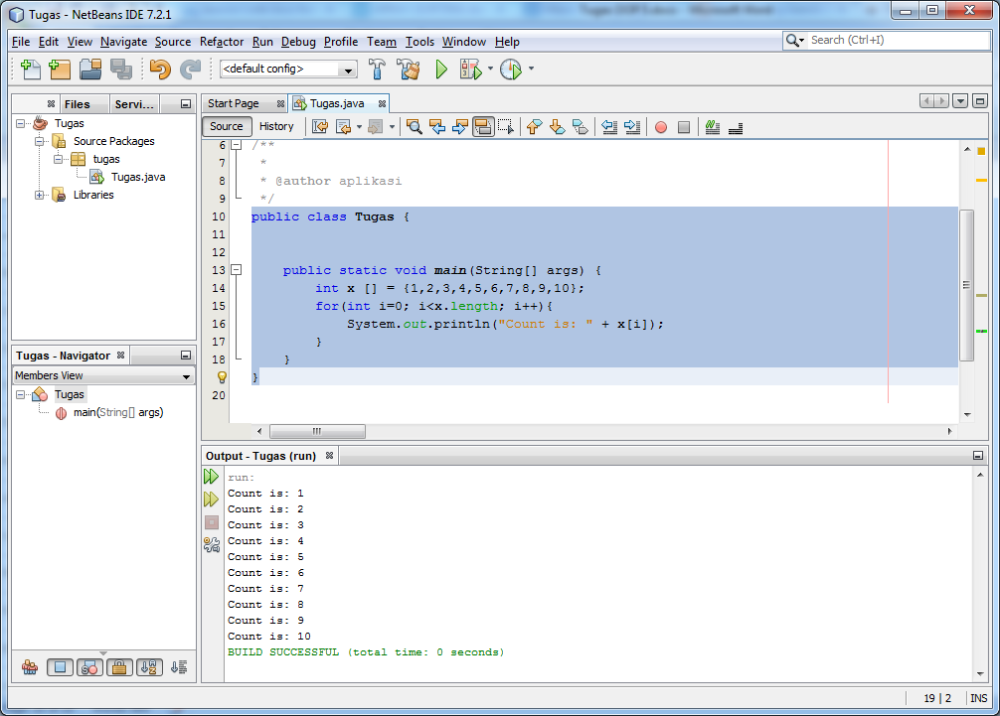 Tugas - NetBeans IDE 7.2.1
File Edit View Navigate Source Refactor Run Debug Profile Team Tools Window Help
Search (Ctrl+I)
<default config>
Files Servi...
Start Page Tugas.java
Source History
Tugas
Source Packages
tugas
Tugas.java
Libraries
6 /**
7 *
8 * @author aplikasi
9 */
10 public class Tugas {
11
12
13 public static void main(String[] args) {
14 int x [] = {1,2,3,4,5,6,7,8,9,10};
15 for(int i=0; i<x.length; i++){
16 System.out.println("Count is: " + x[i]);
17 }
18 }
}
20
Tugas - Navigator
Members View
Tugas
main(String[] args)
Output - Tugas (run)
run:
Count is: 1
Count is: 2
Count is: 3
Count is: 4
Count is: 5
Count is: 6
Count is: 7
Count is: 8
Count is: 9
Count is: 10
BUILD SUCCESSFUL (total time: 0 seconds)
19 | 2 INS